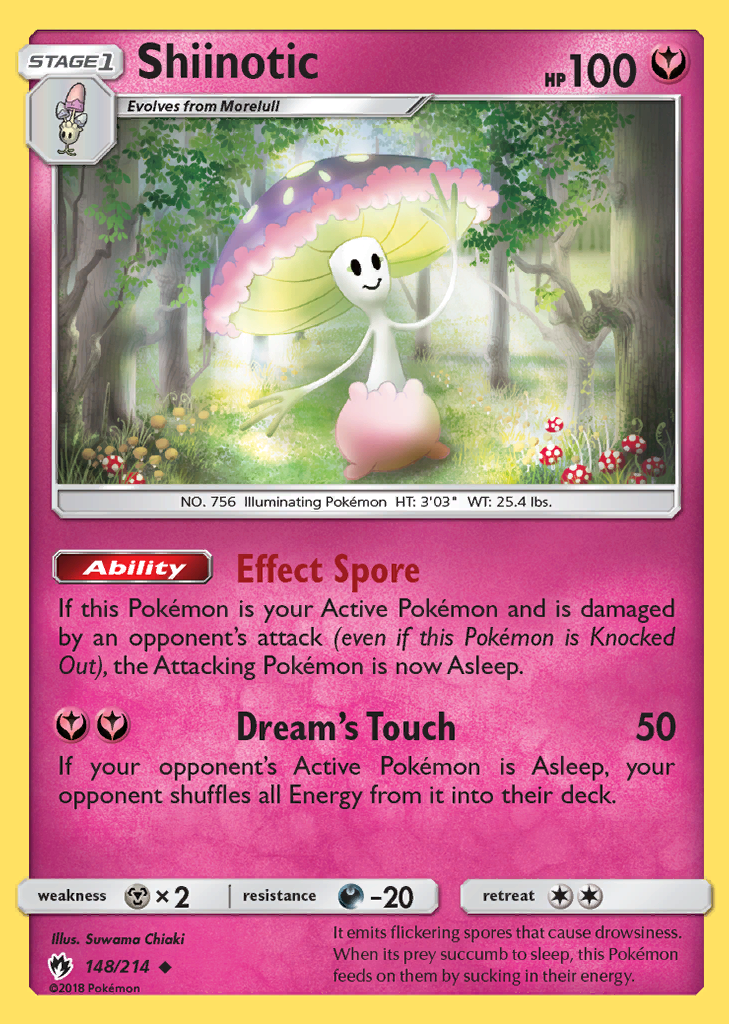 STAGE1
Shiinotic
HP 100
Evolves from Morelull
NO. 756 Illuminating Pokémon HT: 3'03" WT: 25.4 lbs.
Ability Effect Spore
If this Pokémon is your Active Pokémon and is damaged
by an opponent's attack (even if this Pokémon is Knocked
Out), the Attacking Pokémon is now Asleep.
Dream's Touch 50
If your opponent's Active Pokémon is Asleep, your
opponent shuffles all Energy from it into their deck.
weakness ×2 resistance -20 retreat
Illus. Suwama Chiaki
148/214
©2018 Pokémon
It emits flickering spores that cause drowsiness.
When its prey succumb to sleep, this Pokémon
feeds on them by sucking in their energy.